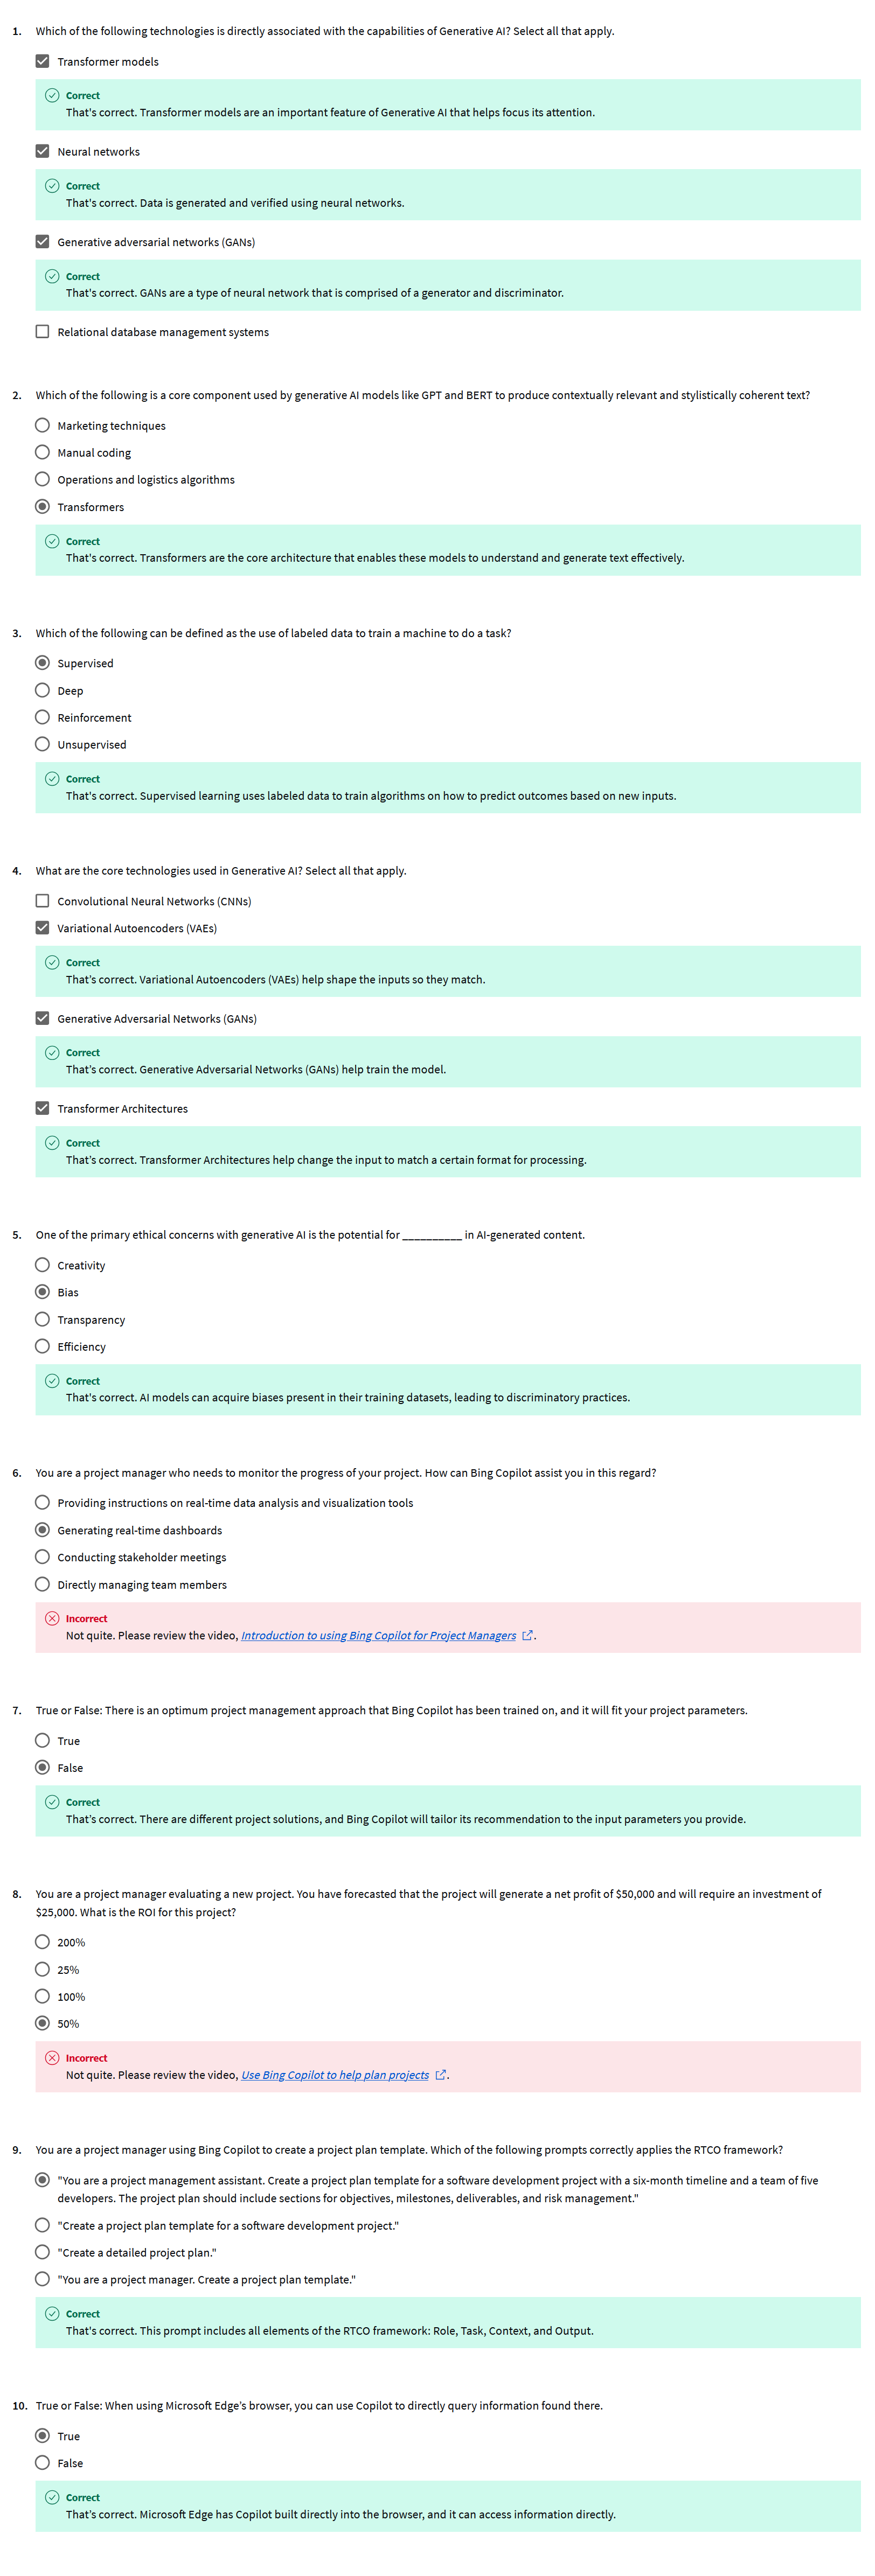 1. Which of the following technologies is directly associated with the capabilities of Generative AI? Select all that apply.
Transformer models
Correct
That's correct. Transformer models are an important feature of Generative AI that helps focus its attention.
Neural networks
Correct
That's correct. Data is generated and verified using neural networks.
Generative adversarial networks (GANs)
Correct
That's correct. GANs are a type of neural network that is comprised of a generator and discriminator.
Relational database management systems
2. Which of the following is a core component used by generative AI models like GPT and BERT to produce contextually relevant and stylistically coherent text?
Marketing techniques
Manual coding
Operations and logistics algorithms
Transformers
Correct
That's correct. Transformers are the core architecture that enables these models to understand and generate text effectively.
3. Which of the following can be defined as the use of labeled data to train a machine to do a task?
Supervised
Deep
Reinforcement
Unsupervised
Correct
That's correct. Supervised learning uses labeled data to train algorithms on how to predict outcomes based on new inputs.
4. What are the core technologies used in Generative AI? Select all that apply.
Convolutional Neural Networks (CNNs)
Variational Autoencoders (VAEs)
Correct
That's correct. Variational Autoencoders (VAEs) help shape the inputs so they match.
Generative Adversarial Networks (GANs)
Correct
That's correct. Generative Adversarial Networks (GANs) help train the model.
Transformer Architectures
Correct
That's correct. Transformer Architectures help change the input to match a certain format for processing.
5. One of the primary ethical concerns with generative AI is the potential for __________ in AI-generated content.
Creativity
Bias
Transparency
Efficiency
Correct
That's correct. AI models can acquire biases present in their training datasets, leading to discriminatory practices.
6. You are a project manager who needs to monitor the progress of your project. How can Bing Copilot assist you in this regard?
Providing instructions on real-time data analysis and visualization tools
Generating real-time dashboards
Conducting stakeholder meetings
Directly managing team members
Incorrect
Not quite. Please review the video, Introduction to using Bing Copilot for Project Managers.
7. True or False: There is an optimum project management approach that Bing Copilot has been trained on, and it will fit your project parameters.
True
False
Correct
That's correct. There are different project solutions, and Bing Copilot will tailor its recommendation to the input parameters you provide.
8. You are a project manager evaluating a new project. You have forecasted that the project will generate a net profit of $50,000 and will require an investment of
$25,000. What is the ROI for this project?
200%
25%
100%
50%
Incorrect
Not quite. Please review the video, Use Bing Copilot to help plan projects.
9. You are a project manager using Bing Copilot to create a project plan template. Which of the following prompts correctly applies the RTCO framework?
"You are a project management assistant. Create a project plan template for a software development project with a six-month timeline and a team of five
developers. The project plan should include sections for objectives, milestones, deliverables, and risk management."
"Create a project plan template for a software development project."
"Create a detailed project plan."
"You are a project manager. Create a project plan template."
Correct
That's correct. This prompt includes all elements of the RTCO framework: Role, Task, Context, and Output.
10. True or False: When using Microsoft Edge's browser, you can use Copilot to directly query information found there.
True
False
Correct
That's correct. Microsoft Edge has Copilot built directly into the browser, and it can access information directly.